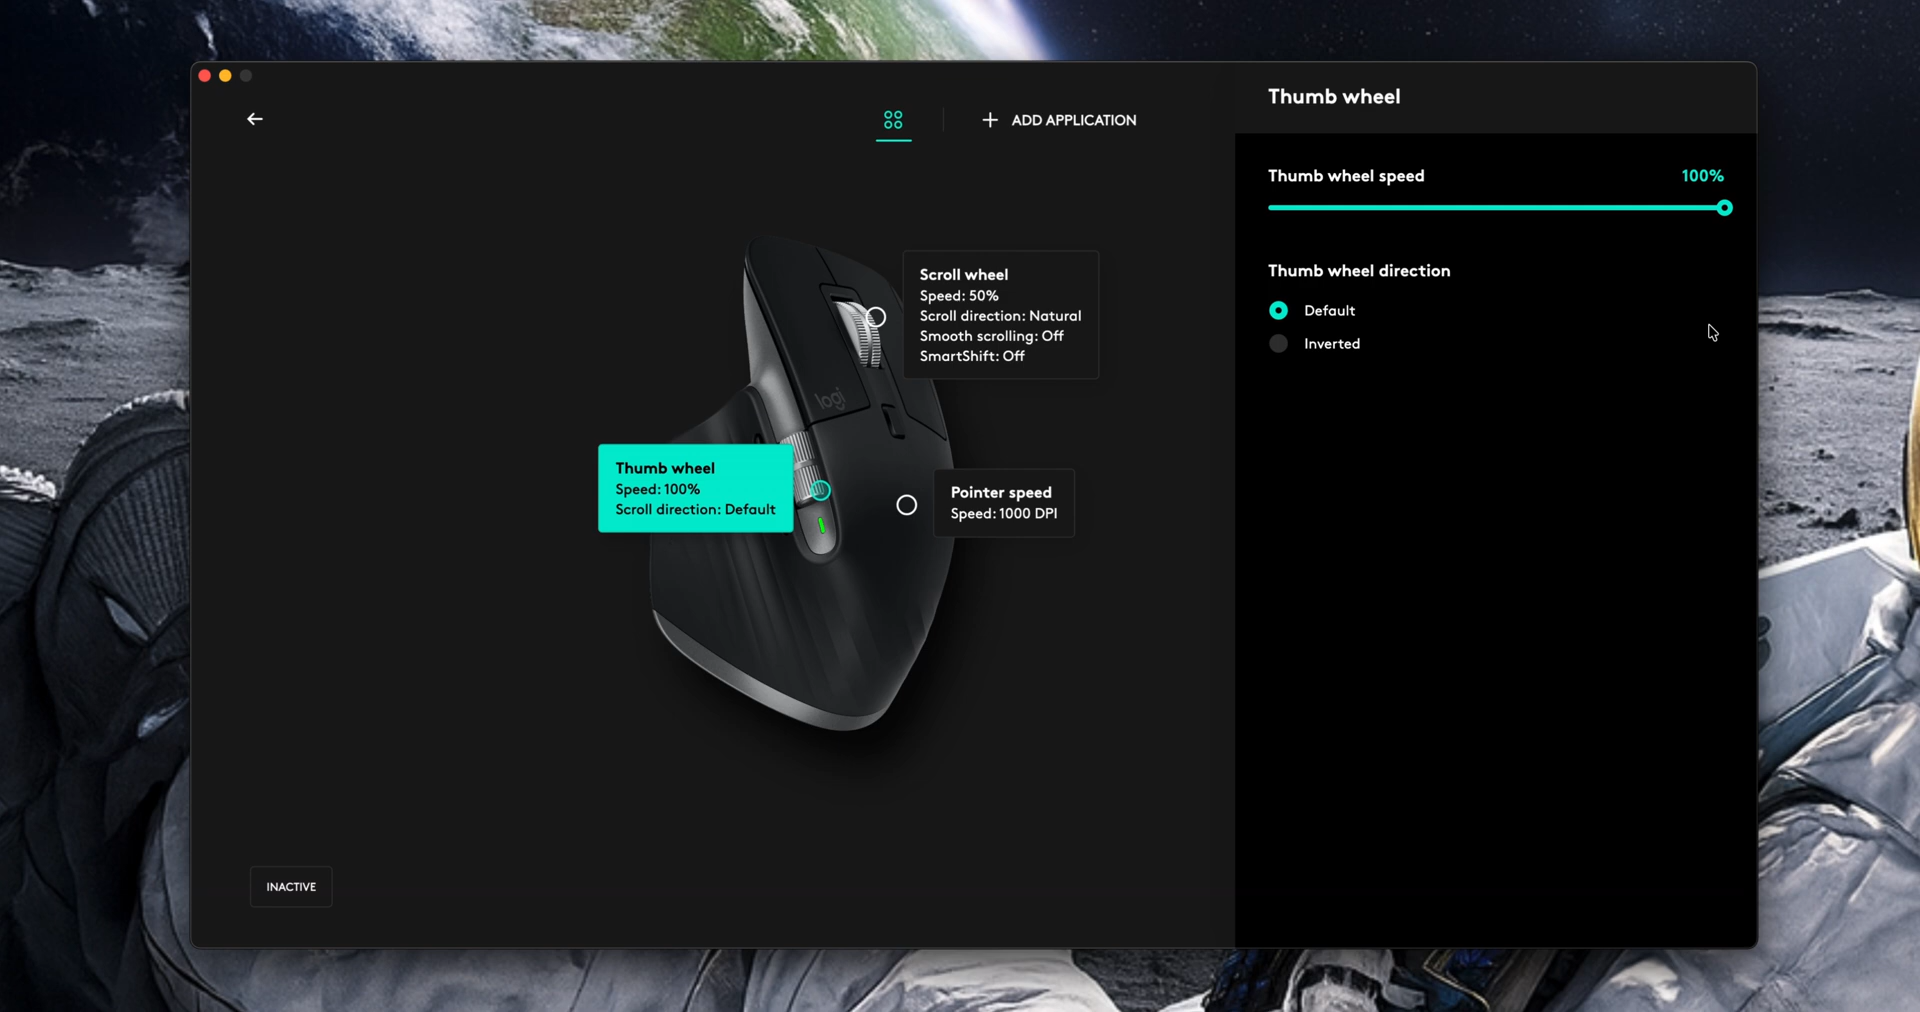 ADD APPLICATION
Thumb wheel
Thumb wheel speed
100%
Thumb wheel direction
Default
Inverted
Scroll wheel
Speed: 50%
Scroll direction: Natural
Smooth scrolling: Off
SmartShift: Off
logi
Thumb wheel
Speed: 100%
Scroll direction: Default
Pointer speed
Speed: 1000 DPI
INACTIVE